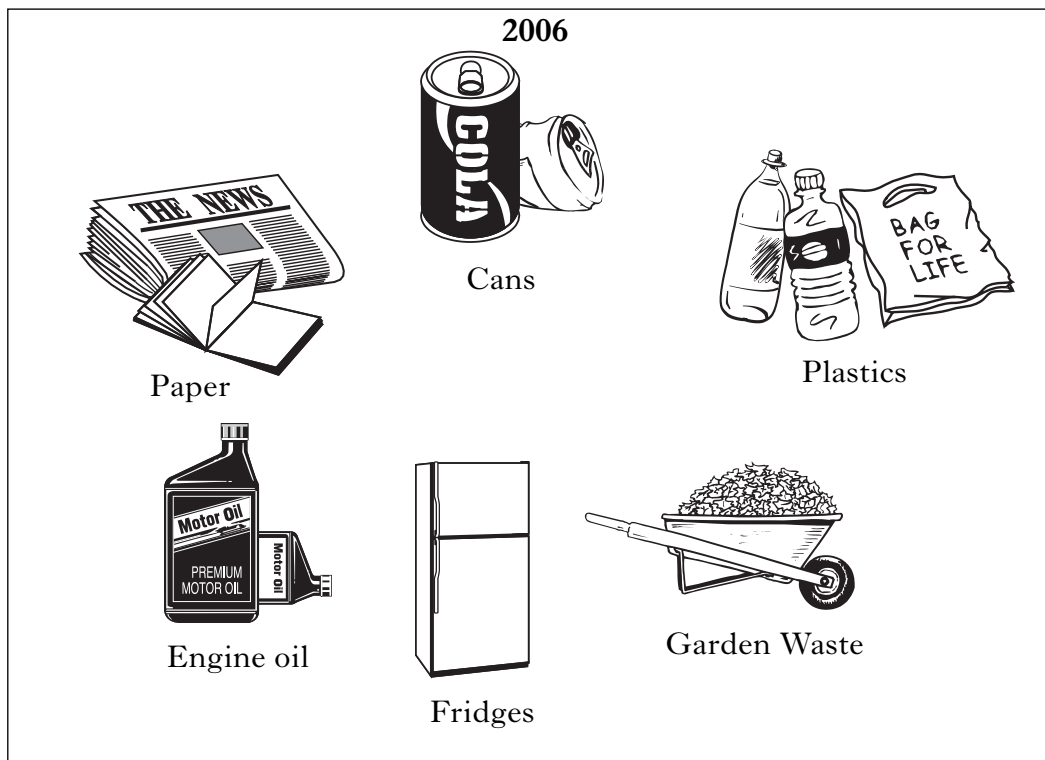 2006
COLA
Cans
THE NEWS
Paper
BAG
FOR
LIFE
Plastics
Motor Oil
PREMIUM
MOTOR OIL
Motor Oil
Engine oil
Fridges
Garden Waste